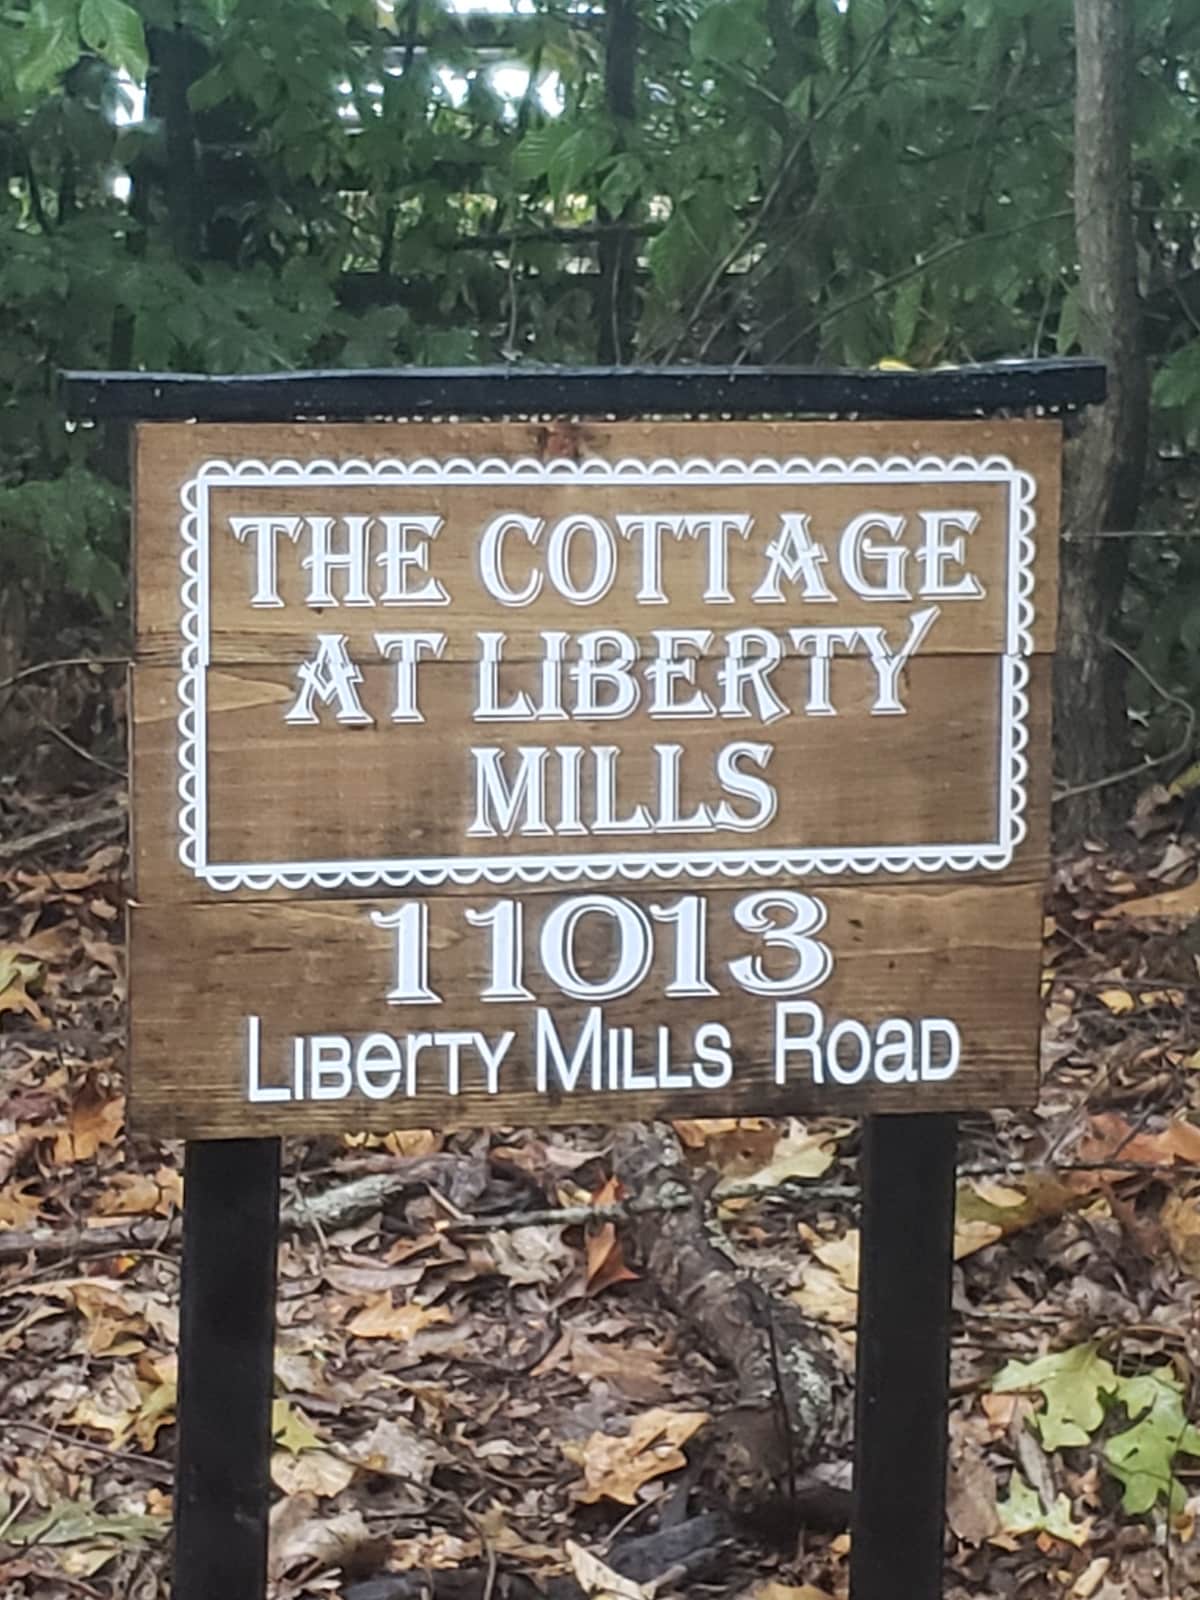 THE COTTAGE
AT LIBERTY
MILLS
11013
LIBerTY MILLS ROaD